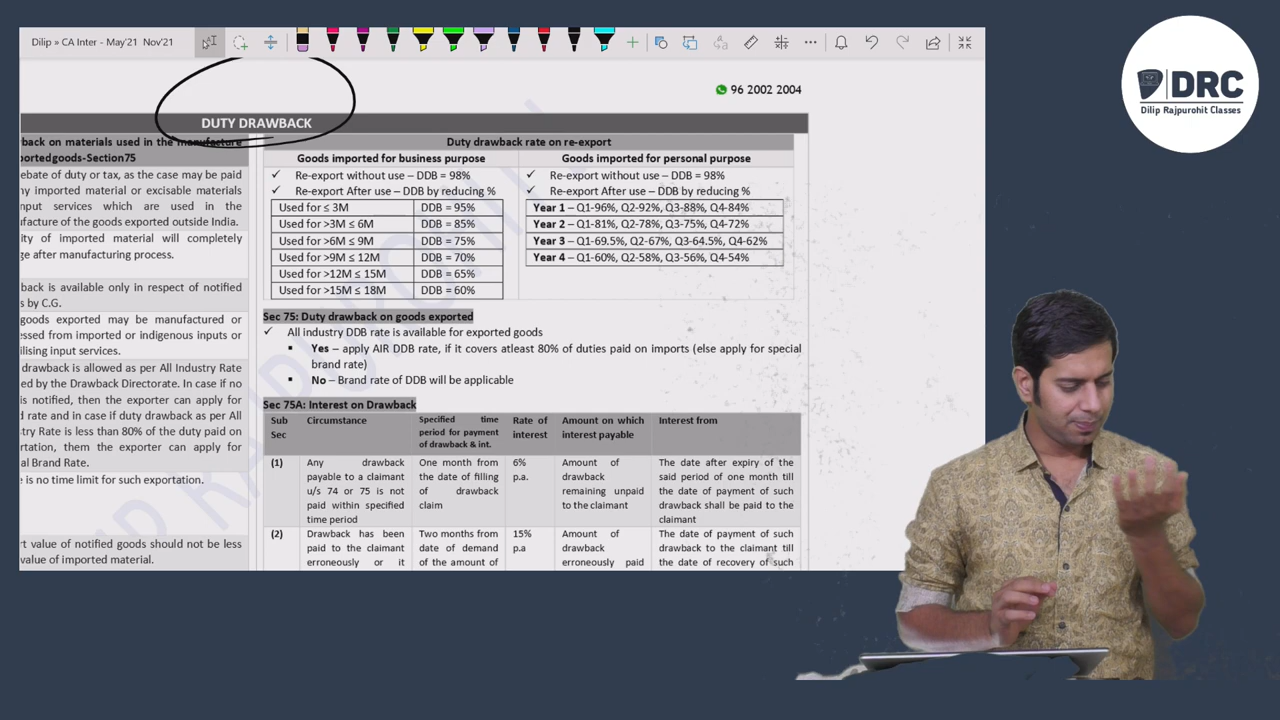 Dilip » CA Inter - May'21 Nov'21
DRC
Dilip Rajpurohit Classes
96 2002 2004
DUTY DRAWBACK
wback on materials used in the manufacture
portedgoods-Section75
ebate of duty or tax, as the case may be paid
ny imported material or excisable materials
nput services which are used in the
ufacture of the goods exported outside India.
ity of imported material will completely
ge after manufacturing process.
back is available only in respect of notified
s by C.G.
goods exported may be manufactured or
essed from imported or indigenous inputs or
ilising input services.
drawback is allowed as per All Industry Rate
ed by the Drawback Directorate. In case if no
is notified, then the exporter can apply for
d rate and in case if duty drawback as per All
try Rate is less than 80% of the duty paid on
rtation, them the exporter can apply for
al Brand Rate.
e is no time limit for such exportation.
rt value of notified goods should not be less
value of imported material.
Duty drawback rate on re-export
Goods imported for business purpose
✓ Re-export without use – DDB = 98%
✓ Re-export After use – DDB by reducing %
Used for ≤ 3M DDB = 95%
Used for >3M ≤ 6M DDB = 85%
Used for >6M ≤ 9M DDB = 75%
Used for >9M ≤ 12M DDB = 70%
Used for >12M ≤ 15M DDB = 65%
Used for >15M ≤ 18M DDB = 60%
Goods imported for personal purpose
✓ Re-export without use – DDB = 98%
✓ Re-export After use – DDB by reducing %
Year 1 – Q1-96%, Q2-92%, Q3-88%, Q4-84%
Year 2 – Q1-81%, Q2-78%, Q3-75%, Q4-72%
Year 3 – Q1-69.5%, Q2-67%, Q3-64.5%, Q4-62%
Year 4 – Q1-60%, Q2-58%, Q3-56%, Q4-54%
Sec 75: Duty drawback on goods exported
✓ All industry DDB rate is available for exported goods
▪ Yes – apply AIR DDB rate, if it covers atleast 80% of duties paid on imports (else apply for special
brand rate)
▪ No – Brand rate of DDB will be applicable
Sec 75A: Interest on Drawback
Sub
Sec
Circumstance
Specified time
period for payment
of drawback & int.
Rate of
interest
Amount on which
interest payable
Interest from
(1)
Any drawback
payable to a claimant
u/s 74 or 75 is not
paid within specified
time period
One month from
the date of filling
of drawback
claim
6%
p.a.
Amount of
drawback
remaining unpaid
to the claimant
The date after expiry of the
said period of one month till
the date of payment of such
drawback shall be paid to the
claimant
(2)
Drawback has been
paid to the claimant
erroneously or it
Two months from
date of demand
of the amount of
15%
p.a
Amount of
drawback
erroneously paid
The date of payment of such
drawback to the claimant till
the date of recovery of such